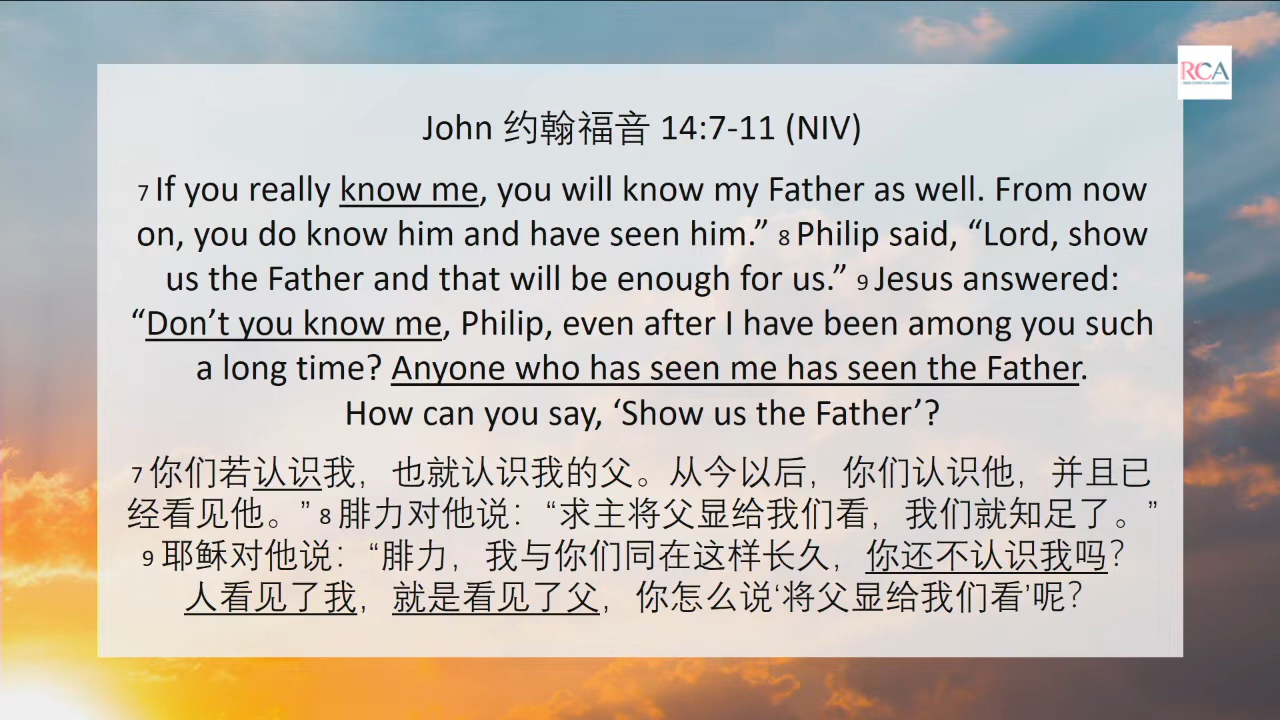 RCA
John 约翰福音 14:7-11 (NIV)
7 If you really know me, you will know my Father as well. From now
on, you do know him and have seen him.” 8 Philip said, “Lord, show
us the Father and that will be enough for us.” 9 Jesus answered:
“Don’t you know me, Philip, even after I have been among you such
a long time? Anyone who has seen me has seen the Father.
How can you say, ‘Show us the Father’?
7 你们若认识我，也就认识我的父。从今以后，你们认识他，并且已
经看见他。” 8 腓力对他说：“求主将父显给我们看，我们就知足了。”
9 耶稣对他说：“腓力，我与你们同在这样长久，你还不认识我吗？
人看见了我，就是看见了父，你怎么说‘将父显给我们看’呢？